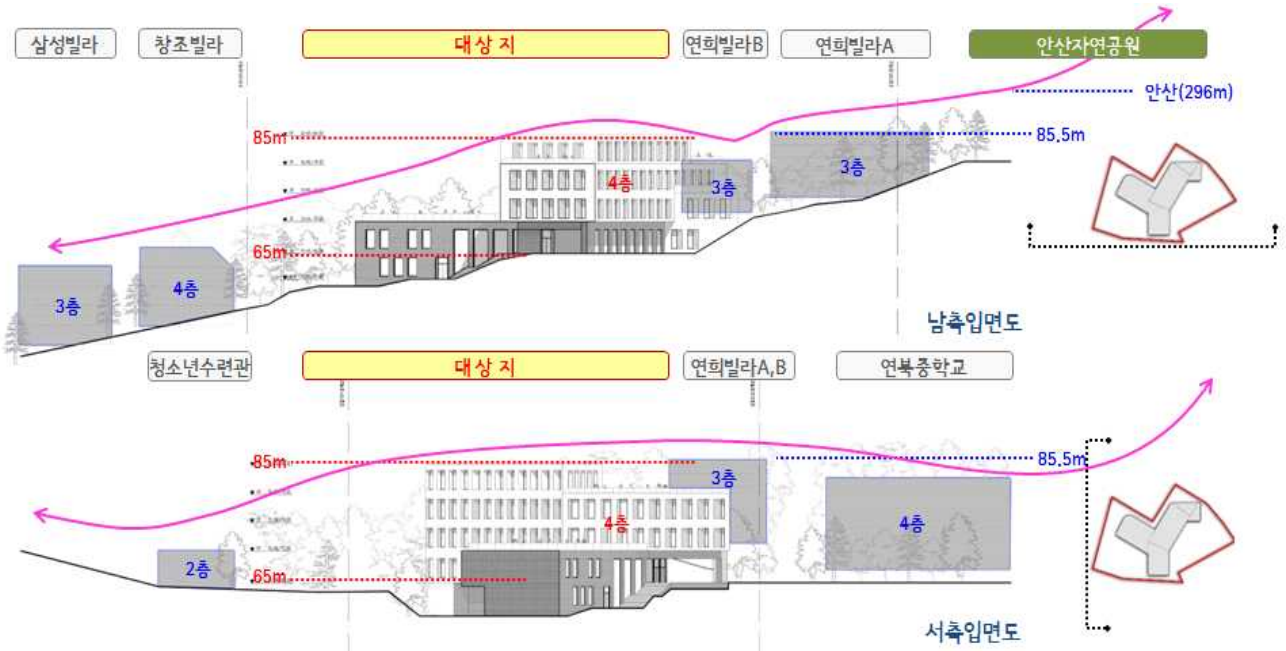 삼성빌라
창조빌라
대상지
연희빌라B
연희빌라A
안산자연공원
안산(296m)
85m
85.5m
4층
3층
3층
65m
4층
3층
남측입면도
청소년수련관
대상지
연희빌라A,B
연북중학교
85m
85.5m
3층
4층
4층
2층
65m
서측입면도